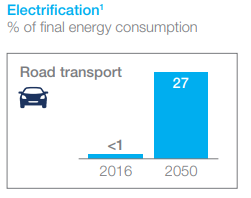 Electrification¹
% of final energy consumption
Road transport
27
<1
2016 2050